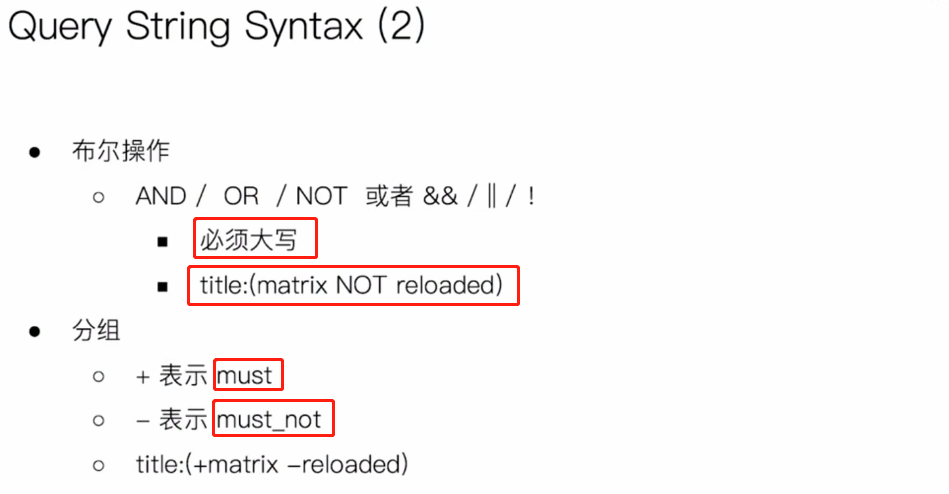 Query String Syntax (2)
布尔操作
AND / OR / NOT 或者 && / || / !
必须大写
title:(matrix NOT reloaded)
分组
+ 表示 must
– 表示 must_not
title:(+matrix –reloaded)